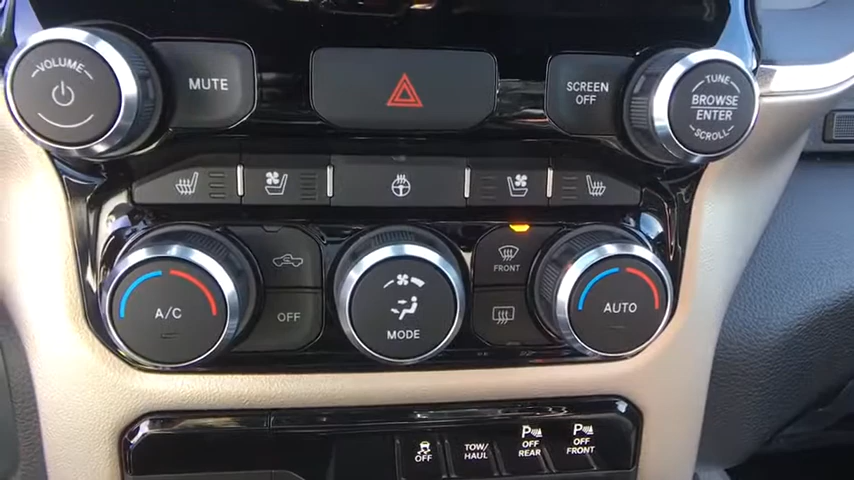 VOLUME
MUTE
SCREEN
OFF
TUNE
BROWSE
ENTER
SCROLL
A/C
OFF
MODE
FRONT
AUTO
OFF
TOW/
HAUL
OFF
REAR
OFF
FRONT